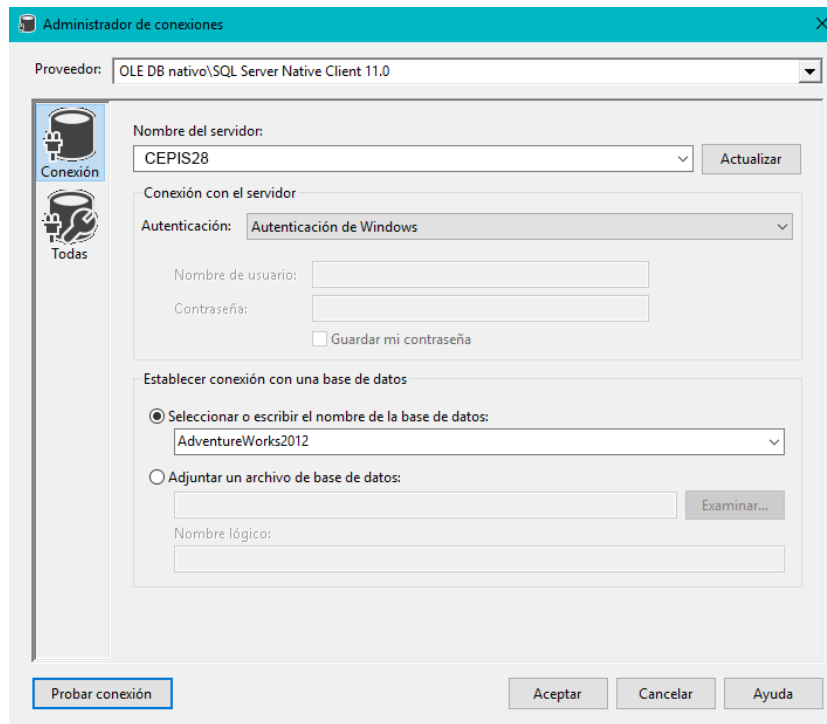 Administrador de conexiones
Proveedor: OLE DB nativo\SQL Server Native Client 11.0
Conexión
Todas
Nombre del servidor:
CEPIS28 Actualizar
Conexión con el servidor
Autenticación: Autenticación de Windows
Nombre de usuario:
Contraseña:
Guardar mi contraseña
Establecer conexión con una base de datos
Seleccionar o escribir el nombre de la base de datos:
AdventureWorks2012
Adjuntar un archivo de base de datos:
Examinar...
Nombre lógico:
Probar conexión Aceptar Cancelar Ayuda